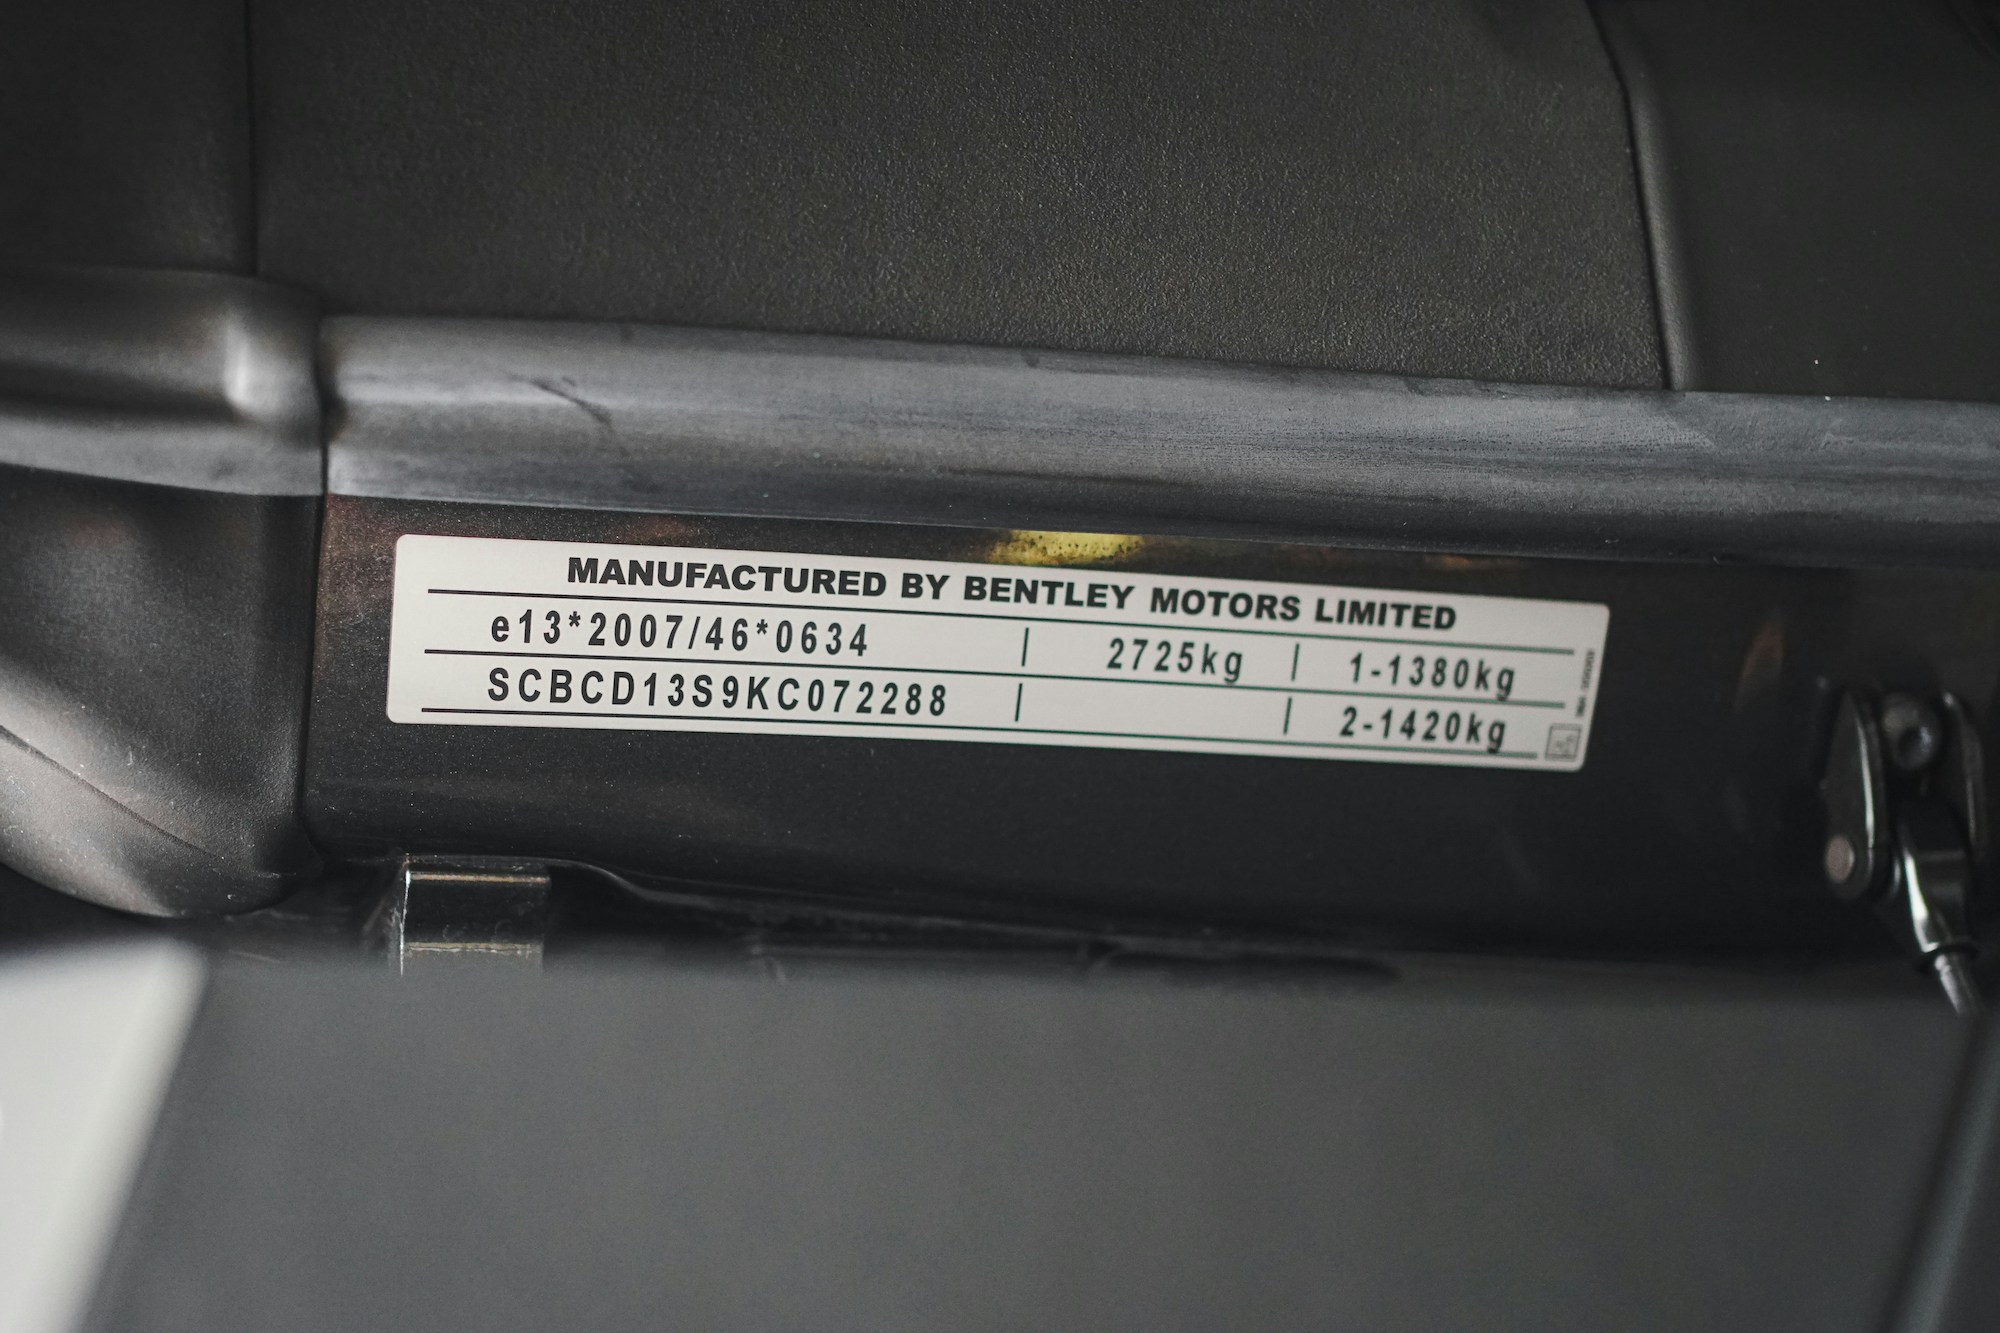 MANUFACTURED BY BENTLEY MOTORS LIMITED
e13*2007/46*0634 | 2725kg | 1-1380kg
SCBCD13S9KC072288 | | 2-1420kg